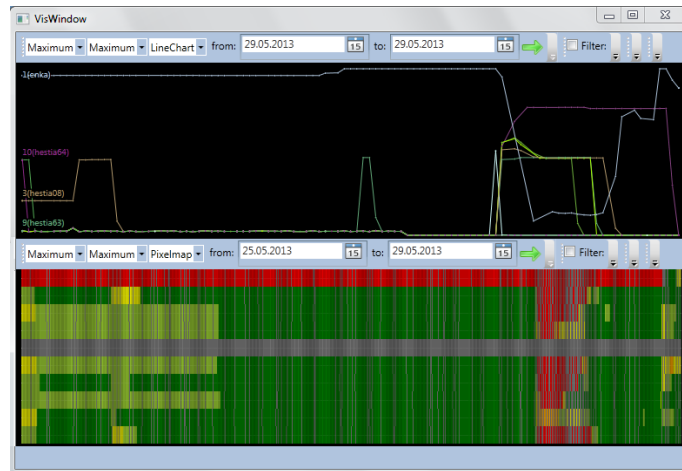 VisWindow
Maximum Maximum LineChart from: 29.05.2013 15 to: 29.05.2013 15 Filter:
1(enka)
10(hestia64)
3(hestia08)
9(hestia63)
Maximum Maximum Pixelmap from: 25.05.2013 15 to: 29.05.2013 15 Filter: